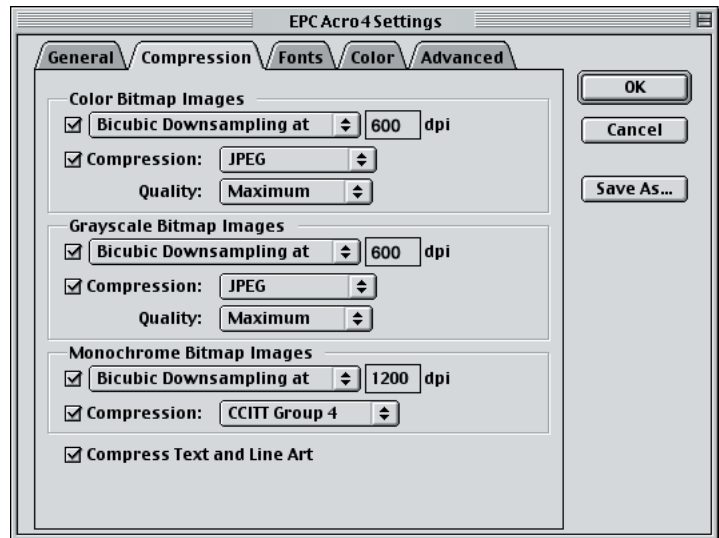 EPC Acro4 Settings
General Compression Fonts Color Advanced
Color Bitmap Images
Bicubic Downsampling at 600 dpi
Compression: JPEG
Quality: Maximum
Grayscale Bitmap Images
Bicubic Downsampling at 600 dpi
Compression: JPEG
Quality: Maximum
Monochrome Bitmap Images
Bicubic Downsampling at 1200 dpi
Compression: CCITT Group 4
Compress Text and Line Art
OK
Cancel
Save As...